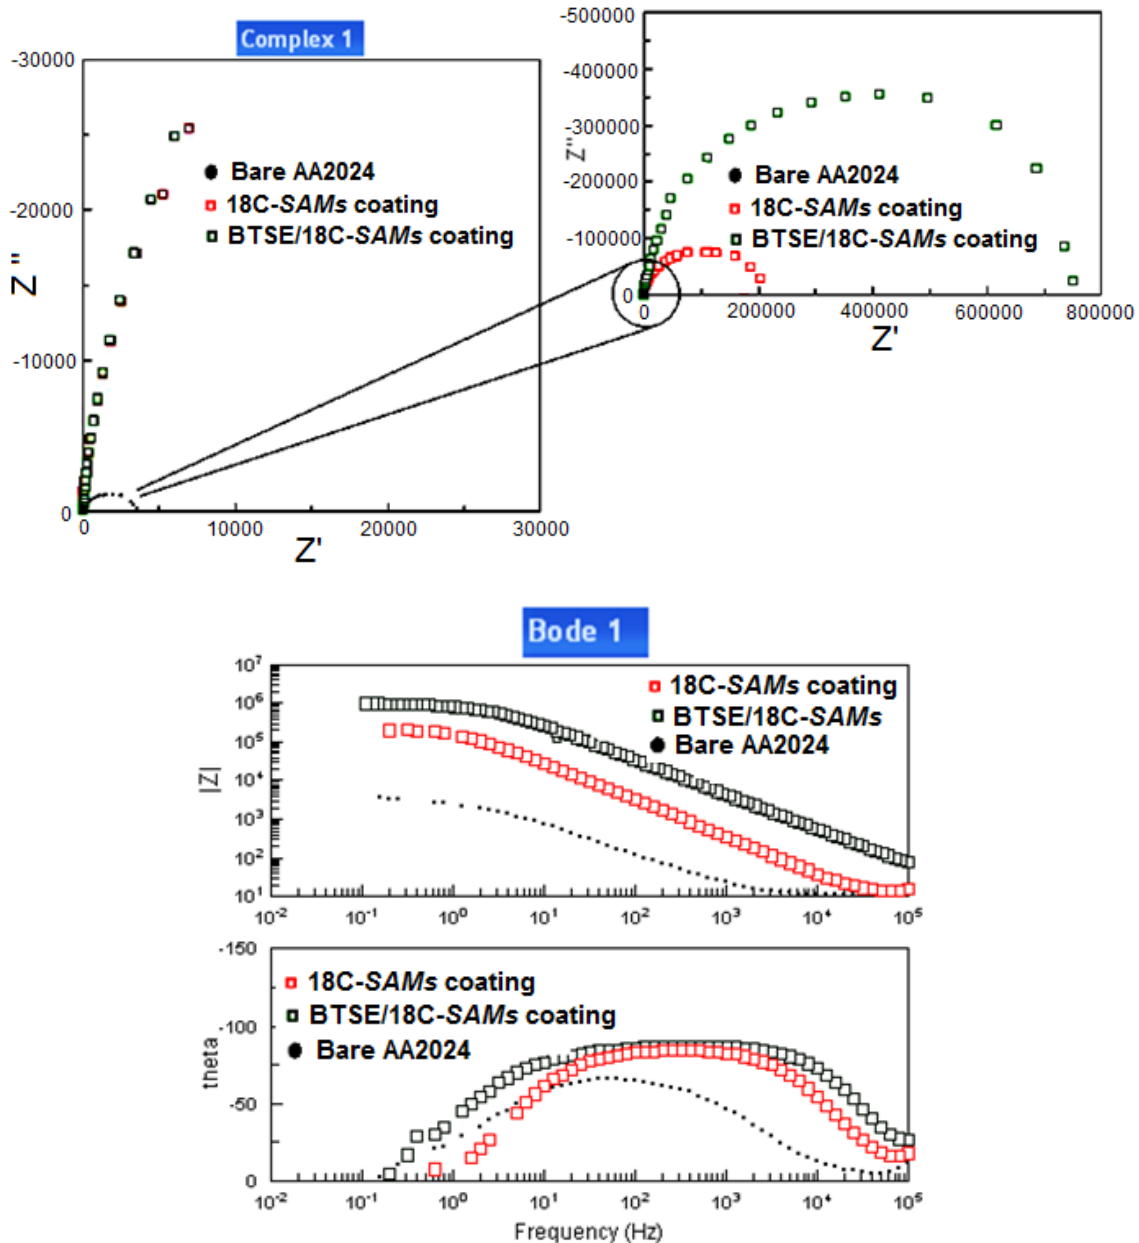 Complex 1
-30000
-20000
-10000
0
Z''
Bare AA2024
18C-SAMs coating
BTSE/18C-SAMs coating
0
10000
20000
30000
Z'
-500000
-400000
-300000
-200000
-100000
0
Z''
Bare AA2024
18C-SAMs coating
BTSE/18C-SAMs coating
0
200000
400000
600000
800000
Z'
Bode 1
10⁷
10⁶
10⁵
10⁴
10³
10²
10¹
|Z|
18C-SAMs coating
BTSE/18C-SAMs
Bare AA2024
10⁻²
10⁻¹
10⁰
10¹
10²
10³
10⁴
10⁵
-150
-100
-50
0
theta
18C-SAMs coating
BTSE/18C-SAMs coating
Bare AA2024
10⁻²
10⁻¹
10⁰
10¹
10²
10³
10⁴
10⁵
Frequency (Hz)